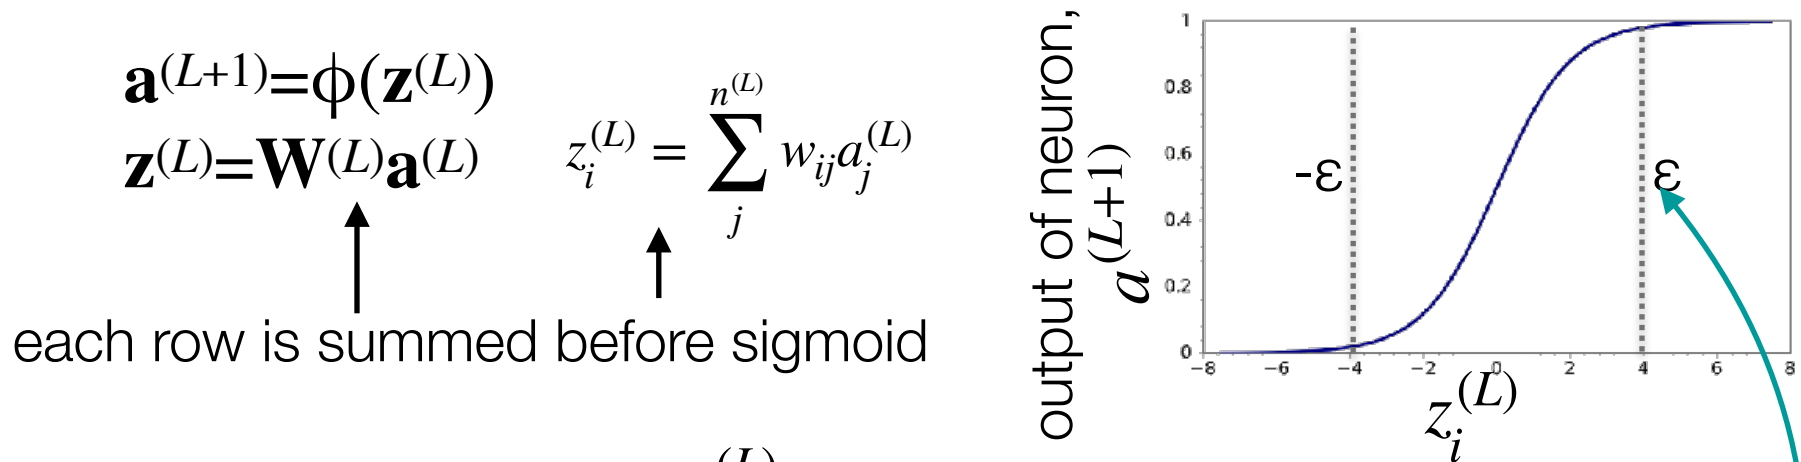 a(L+1)=ϕ(z(L))
z(L)=W(L)a(L)
z_i^(L) = ∑_j^n^(L) w_ij a_j^(L)
each row is summed before sigmoid
(L)
output of neuron,
a(L+1)
1
0.8
0.6
0.4
0.2
0
-ε
ε
−8 −6 −4 −2 0 2 4 6 8
z_i^(L)